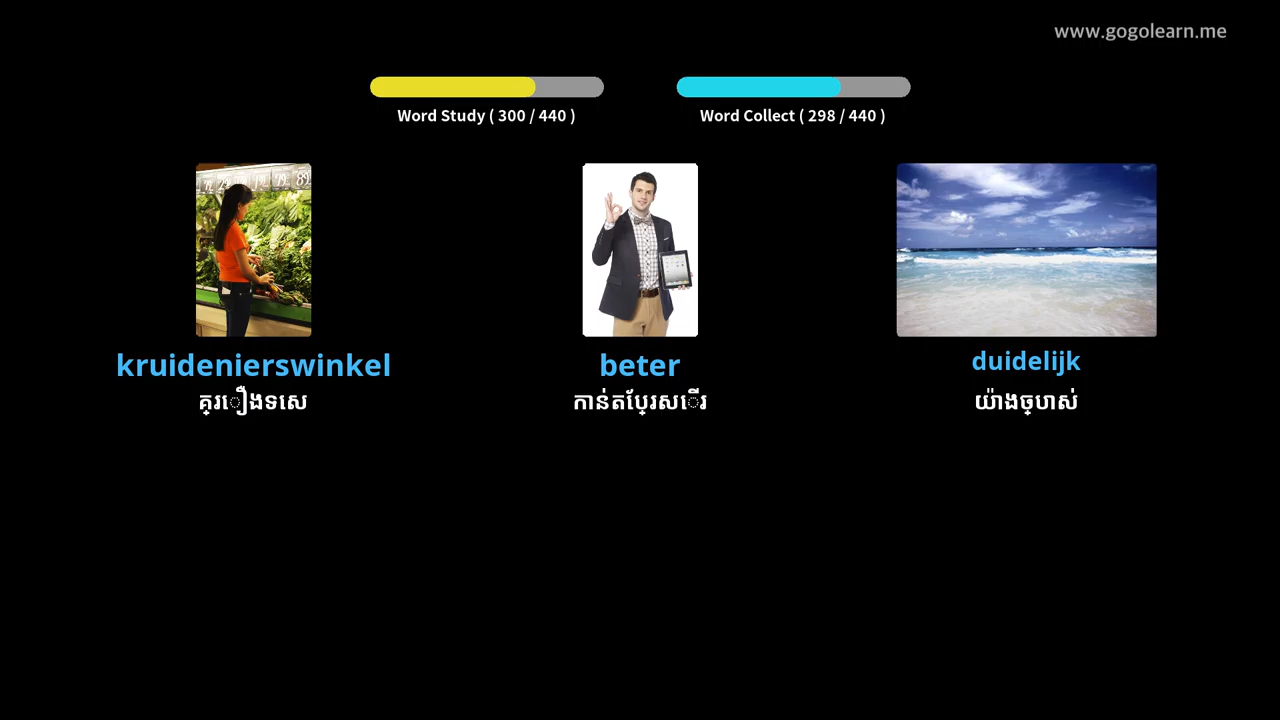 www.gogolearn.me
Word Study ( 300 / 440 )
Word Collect ( 298 / 440 )
kruidenierswinkel
beter
duidelijk
គ្រឿងទេស
កាន់តប្រែសើរ
យ៉ាងច្បាស់